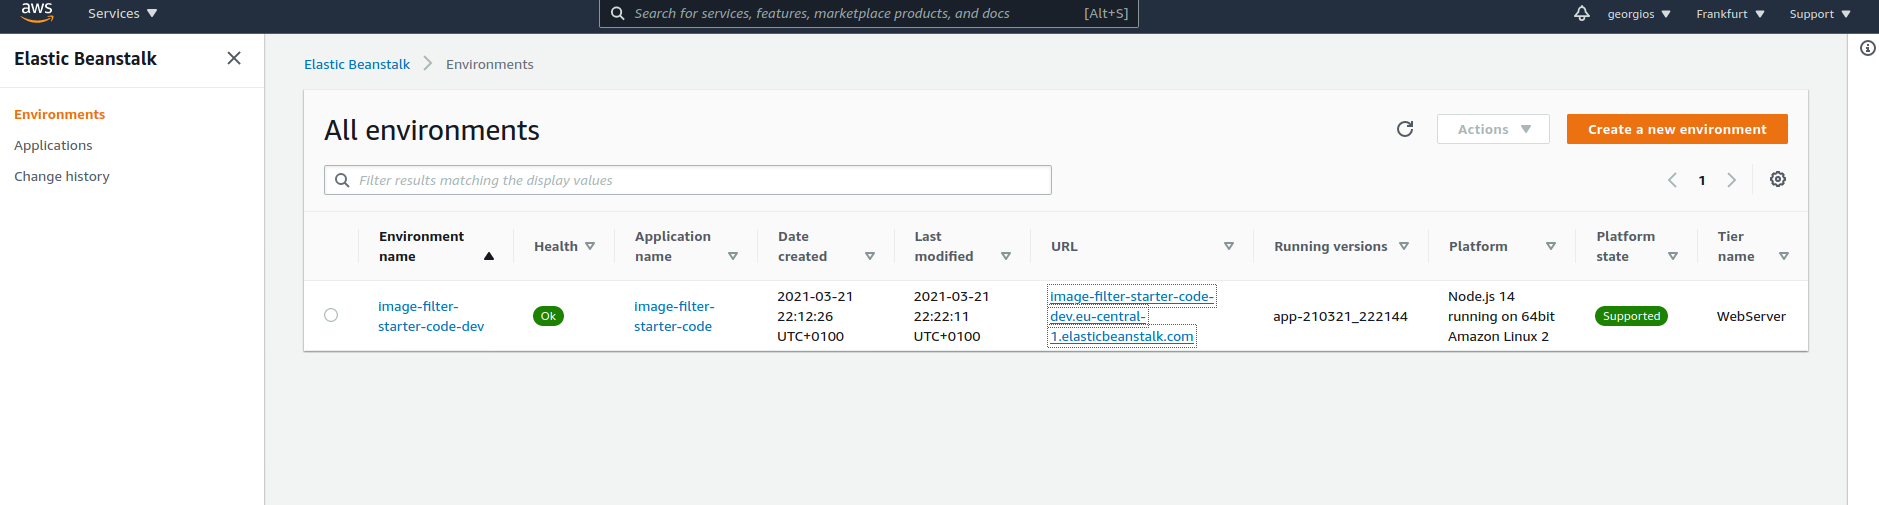 aws
Services
Search for services, features, marketplace products, and docs
[Alt+S]
georgios
Frankfurt
Support
Elastic Beanstalk
Environments
Applications
Change history
Elastic Beanstalk
Environments
All environments
Actions
Create a new environment
Filter results matching the display values
1
Environment
name
Health
Application
name
Date
created
Last
modified
URL
Running versions
Platform
Platform
state
Tier
name
image-filter-
starter-code-dev
Ok
image-filter-
starter-code
2021-03-21
22:12:26
UTC+0100
2021-03-21
22:22:11
UTC+0100
image-filter-starter-code-
dev.eu-central-
1.elasticbeanstalk.com
app-210321_222144
Node.js 14
running on 64bit
Amazon Linux 2
Supported
WebServer